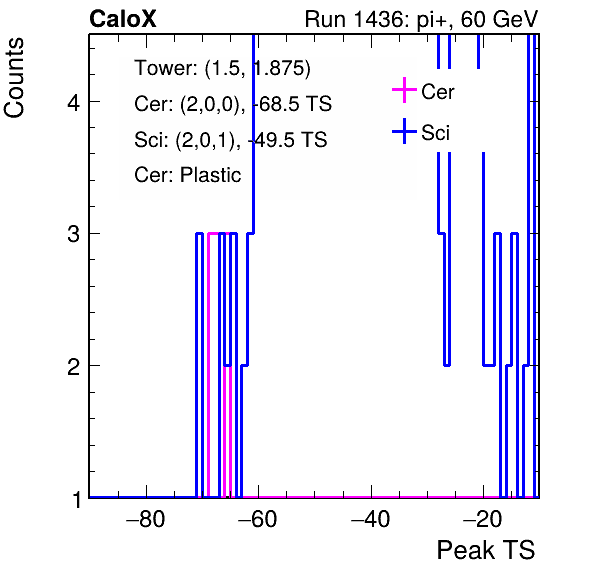 CaloX Run 1436: pi+, 60 GeV
Counts
Tower: (1.5, 1.875)
Cer: (2,0,0), -68.5 TS
Sci: (2,0,1), -49.5 TS
Cer: Plastic
Cer
Sci
4
3
2
1
−80 −60 −40 −20
Peak TS